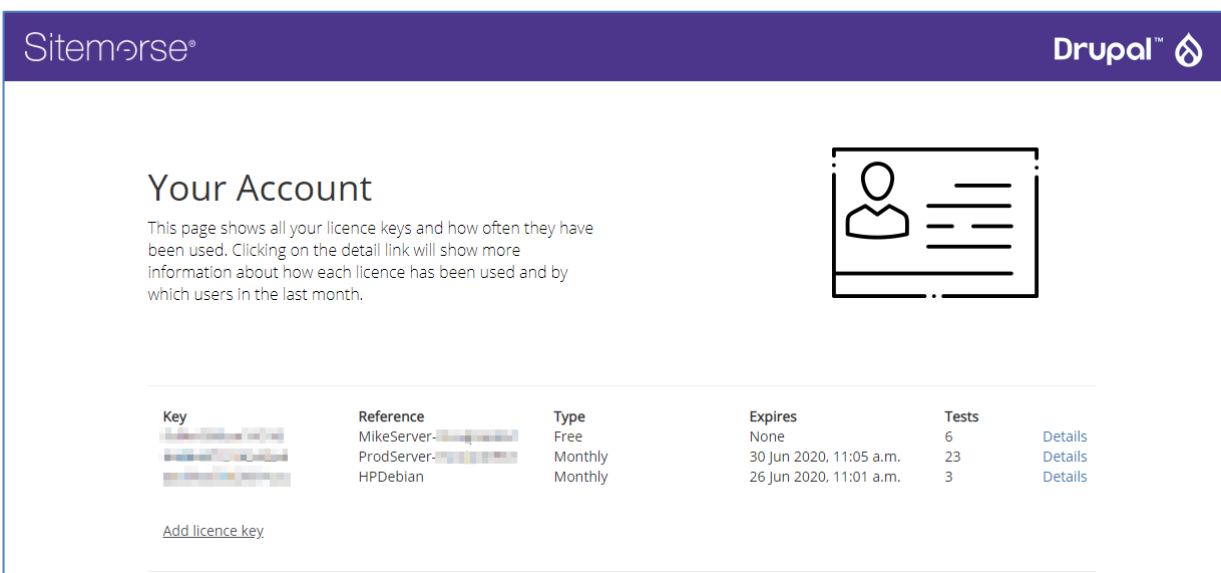 Sitemorse®
Drupal™
Your Account
This page shows all your licence keys and how often they have
been used. Clicking on the detail link will show more
information about how each licence has been used and by
which users in the last month.
Key Reference Type Expires Tests
MikeServer- Free None 6 Details
ProdServer- Monthly 30 Jun 2020, 11:05 a.m. 23 Details
HPDebian Monthly 26 Jun 2020, 11:01 a.m. 3 Details
Add licence key